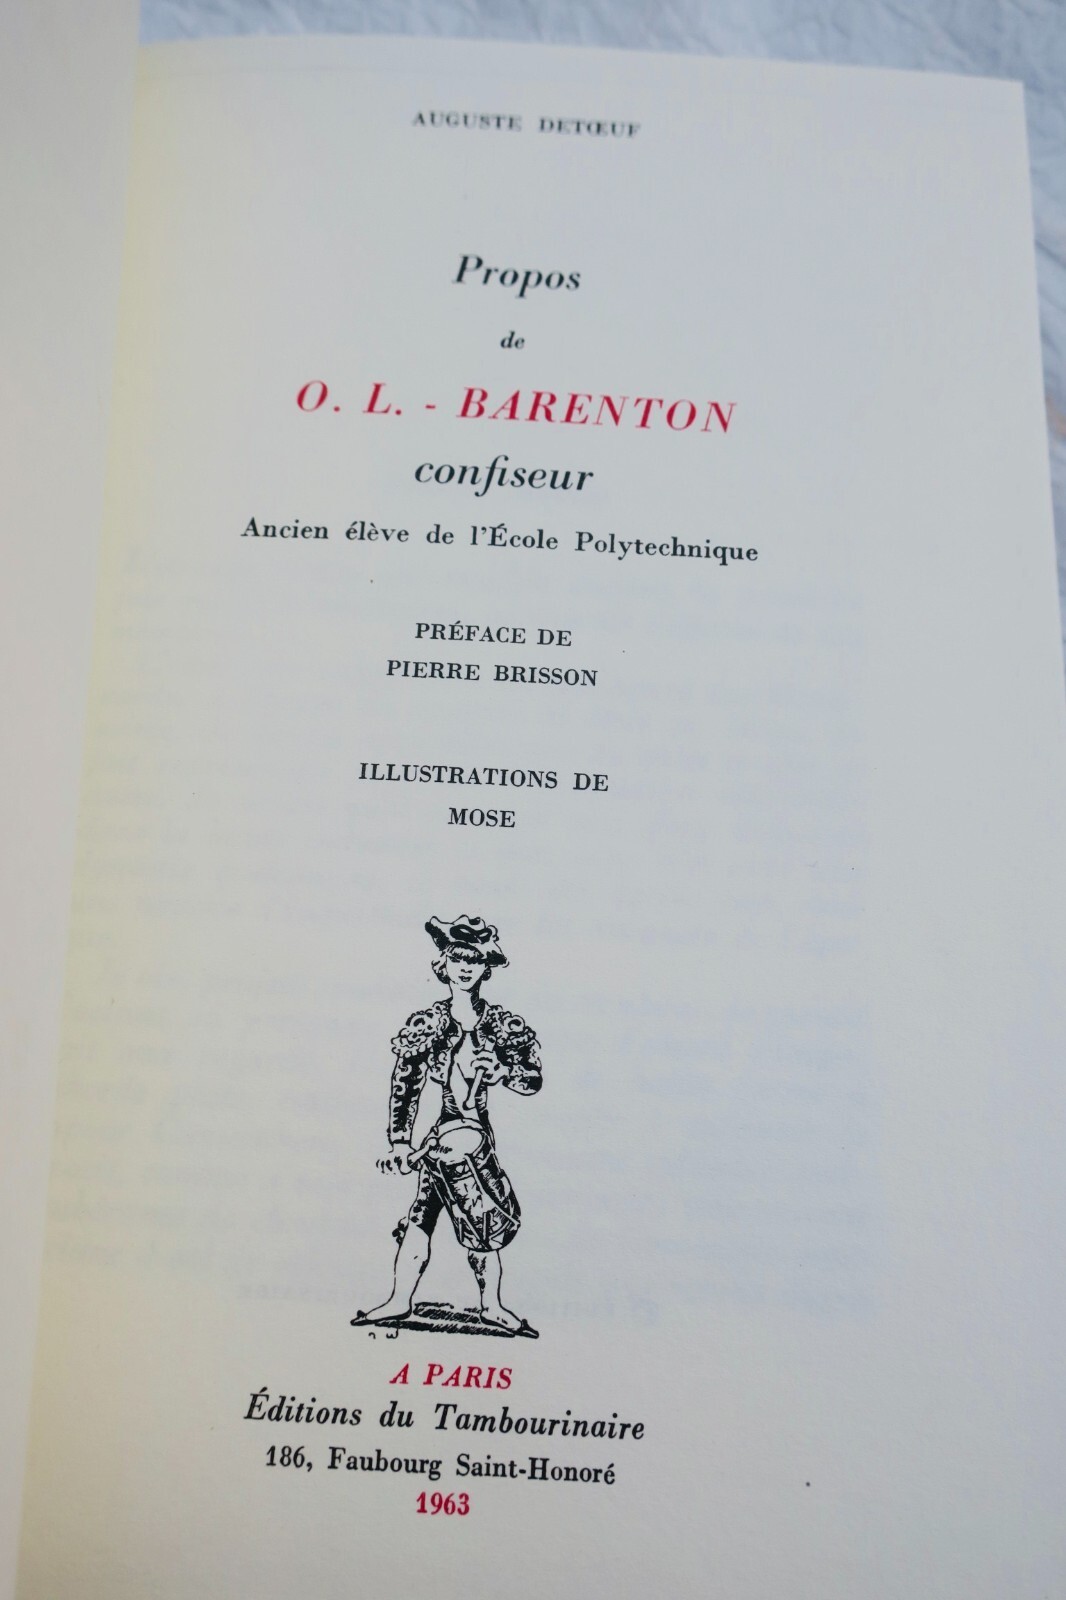 AUGUSTE DETŒUF
Propos
de
O. L. - BARENTON
confiseur
Ancien élève de l'École Polytechnique
PRÉFACE DE
PIERRE BRISSON
ILLUSTRATIONS DE
MOSE
A PARIS
Éditions du Tambourinaire
186, Faubourg Saint-Honoré
1963